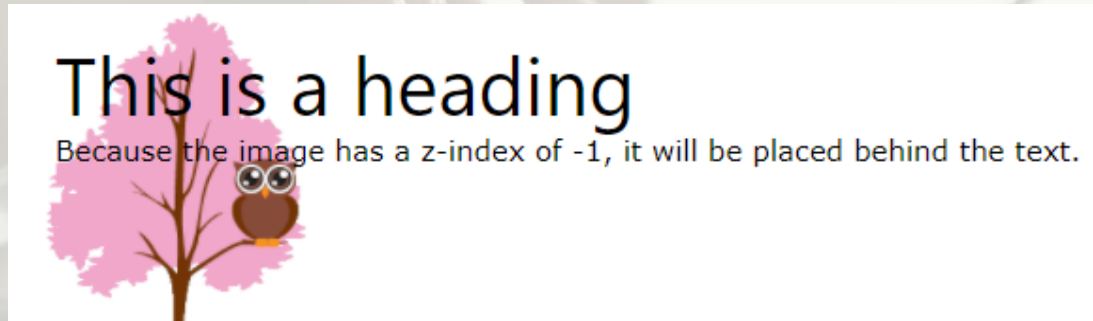 This is a heading
Because the image has a z-index of -1, it will be placed behind the text.